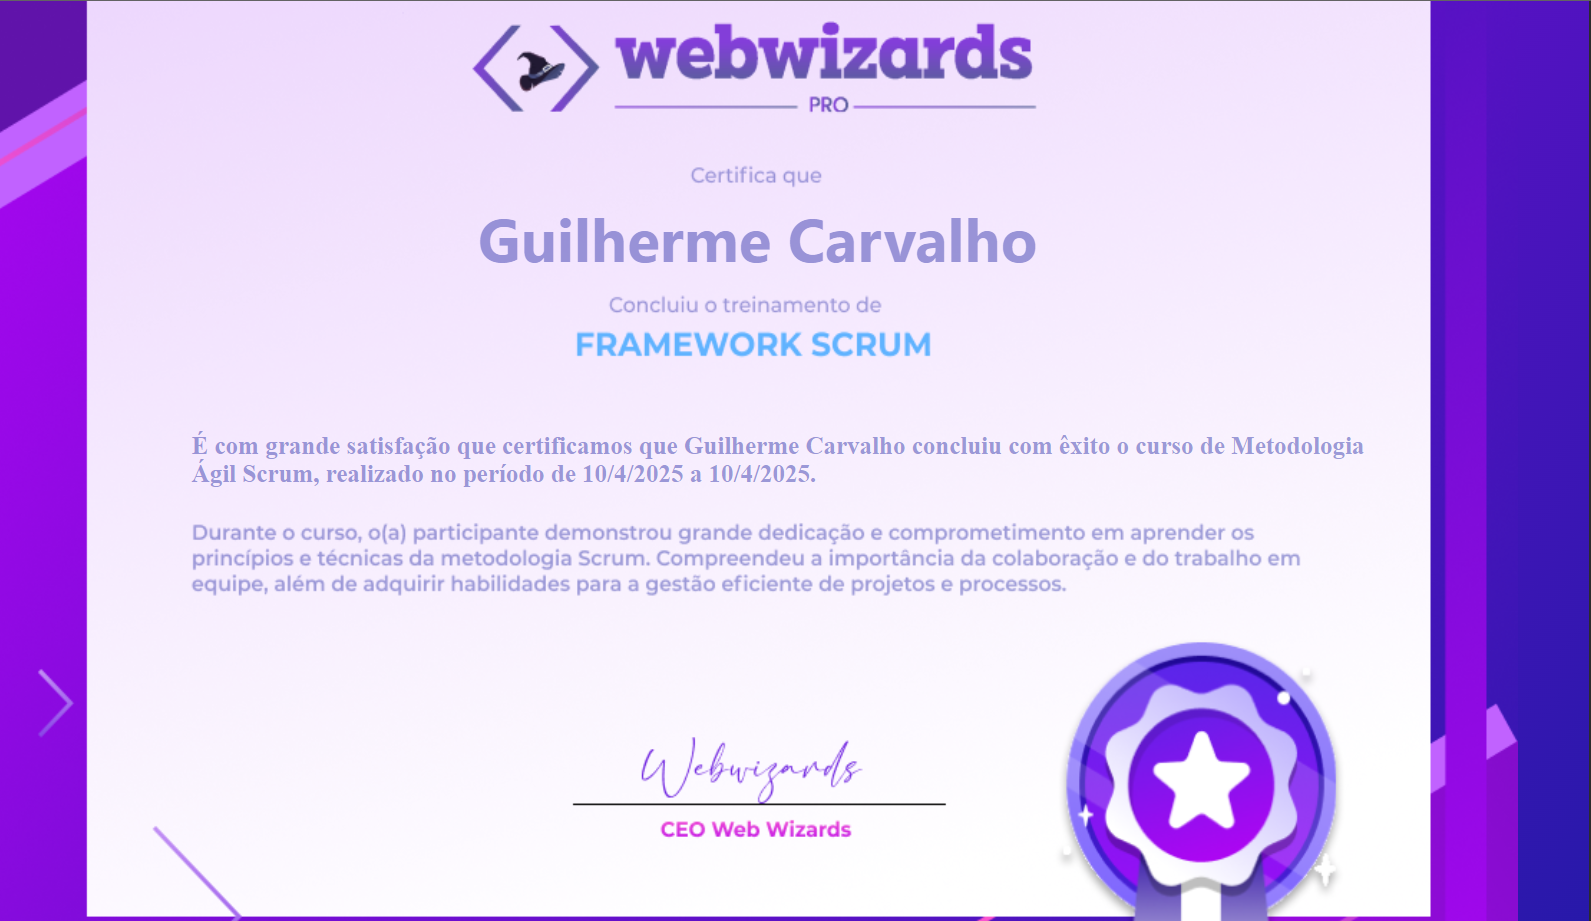 webwizards
PRO
Certifica que
Guilherme Carvalho
Concluiu o treinamento de
FRAMEWORK SCRUM
É com grande satisfação que certificamos que Guilherme Carvalho concluiu com êxito o curso de Metodologia
Ágil Scrum, realizado no período de 10/4/2025 a 10/4/2025.
Durante o curso, o(a) participante demonstrou grande dedicação e comprometimento em aprender os
princípios e técnicas da metodologia Scrum. Compreendeu a importância da colaboração e do trabalho em
equipe, além de adquirir habilidades para a gestão eficiente de projetos e processos.
Webwizards
CEO Web Wizards